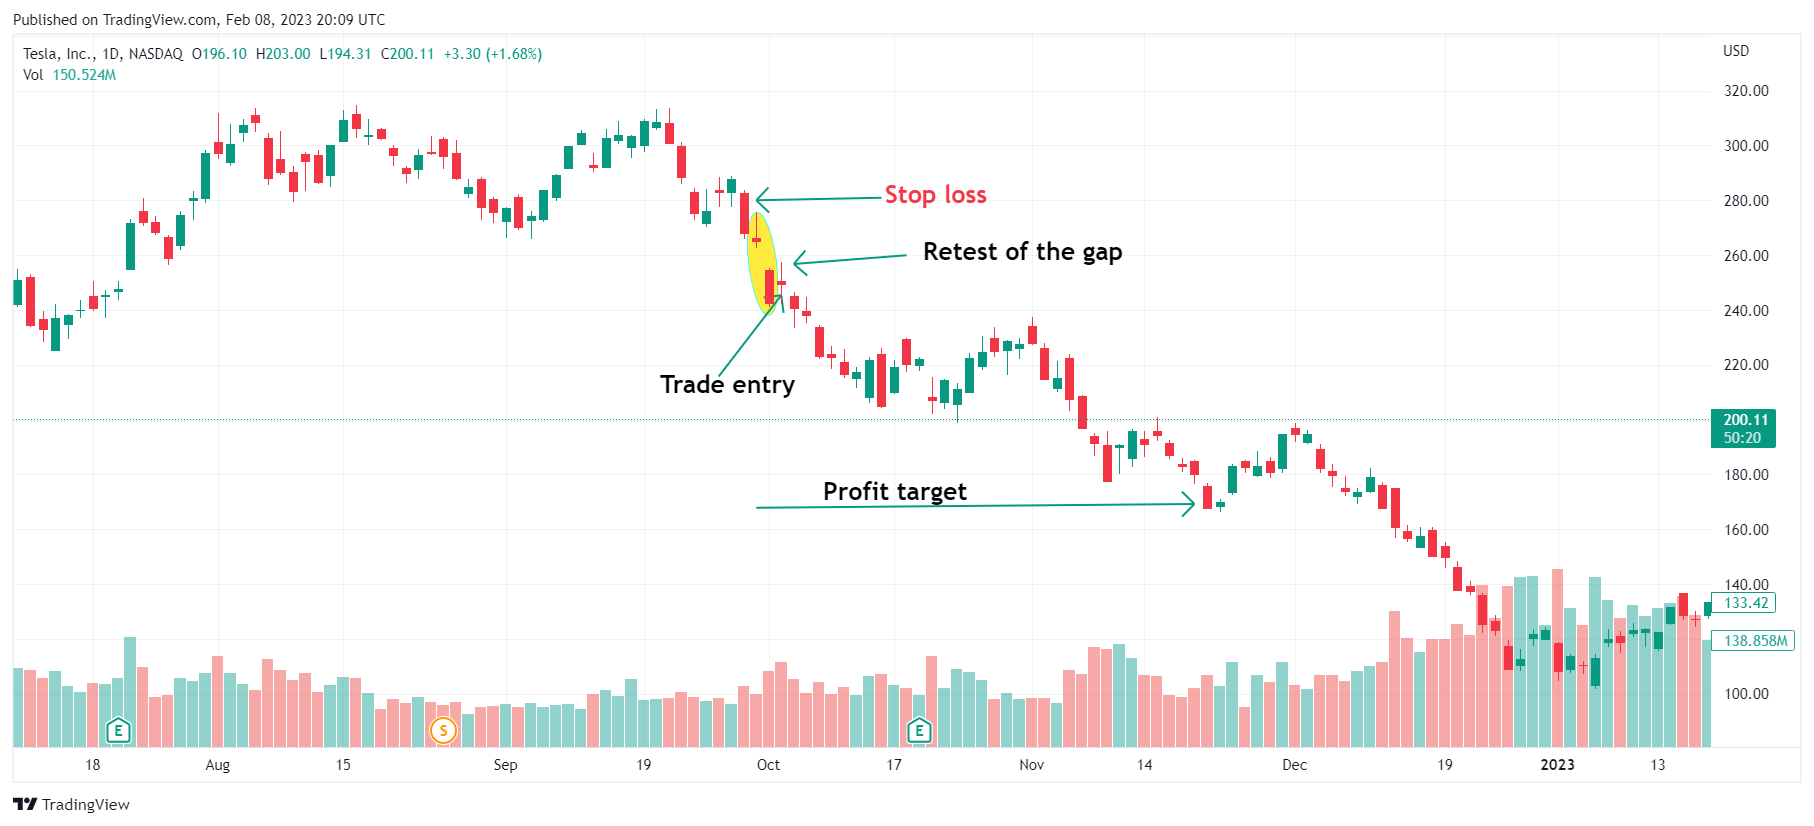 Published on TradingView.com, Feb 08, 2023 20:09 UTC
Tesla, Inc., 1D, NASDAQ O196.10 H203.00 L194.31 C200.11 +3.30 (+1.68%)
Vol 150.524M
USD
320.00
300.00
280.00
260.00
240.00
220.00
200.11
50:20
180.00
160.00
140.00
133.42
138.858M
100.00
Stop loss
Retest of the gap
Trade entry
Profit target
E
S
E
18 Aug 15 Sep 19 Oct 17 Nov 14 Dec 19 2023 13
TradingView